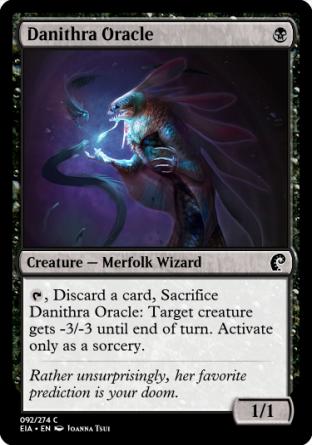 Danithra Oracle
Creature — Merfolk Wizard
, Discard a card, Sacrifice
Danithra Oracle: Target creature
gets -3/-3 until end of turn. Activate
only as a sorcery.
Rather unsurprisingly, her favorite
prediction is your doom.
1/1
092/274 C
EIA • EN Joanna Tsui